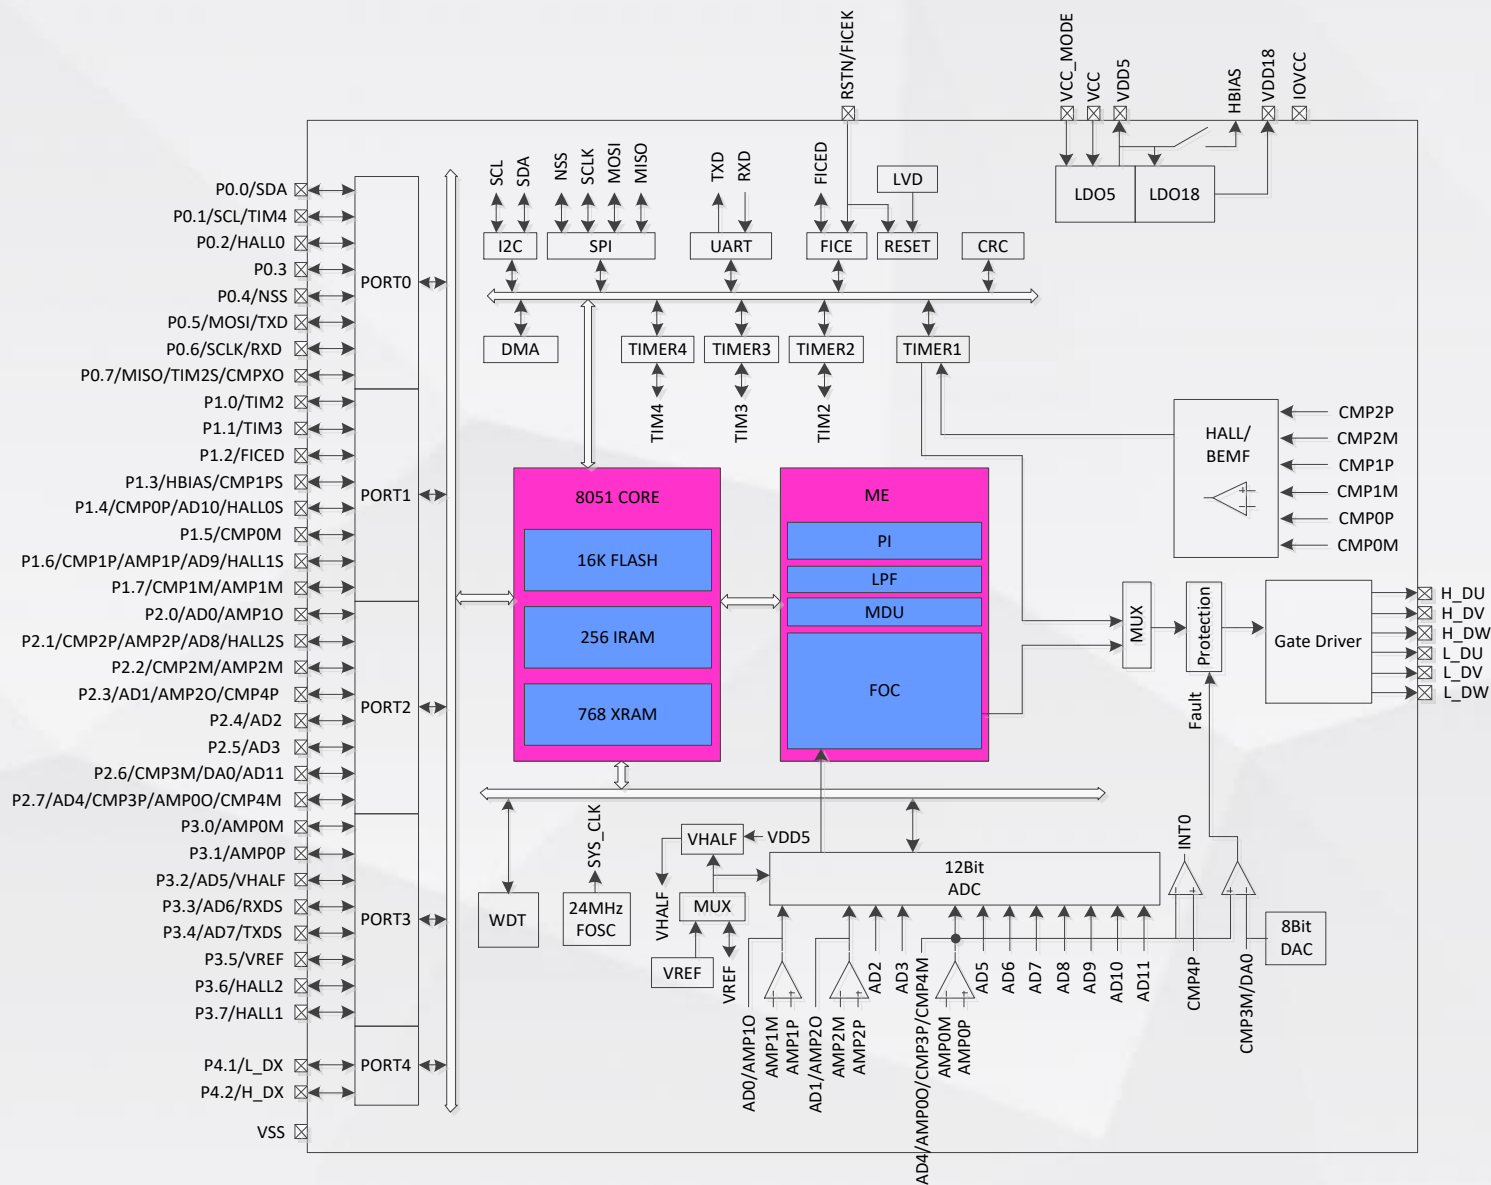 RSTN/FICEK
VCC_MODE
VCC
VDD5
HBIAS
VDD18
IOVCC
P0.0/SDA
P0.1/SCL/TIM4
P0.2/HALL0
P0.3
P0.4/NSS
P0.5/MOSI/TXD
P0.6/SCLK/RXD
P0.7/MISO/TIM2S/CMPXO
P1.0/TIM2
P1.1/TIM3
P1.2/FICED
P1.3/HBIAS/CMP1PS
P1.4/CMP0P/AD10/HALL0S
P1.5/CMP0M
P1.6/CMP1P/AMP1P/AD9/HALL1S
P1.7/CMP1M/AMP1M
P2.0/AD0/AMP1O
P2.1/CMP2P/AMP2P/AD8/HALL2S
P2.2/CMP2M/AMP2M
P2.3/AD1/AMP2O/CMP4P
P2.4/AD2
P2.5/AD3
P2.6/CMP3M/DA0/AD11
P2.7/AD4/CMP3P/AMP0O/CMP4M
P3.0/AMP0M
P3.1/AMP0P
P3.2/AD5/VHALF
P3.3/AD6/RXDS
P3.4/AD7/TXDS
P3.5/VREF
P3.6/HALL2
P3.7/HALL1
P4.1/L_DX
P4.2/H_DX
VSS
PORT0
PORT1
PORT2
PORT3
PORT4
SCL
SDA
NSS
SCLK
MOSI
MISO
TXD
RXD
FICED
LVD
I2C
SPI
UART
FICE
RESET
CRC
LDO5
LDO18
DMA
TIMER4
TIMER3
TIMER2
TIMER1
TIM4
TIM3
TIM2
8051 CORE
16K FLASH
256 IRAM
768 XRAM
ME
PI
LPF
MDU
FOC
HALL/
BEMF
CMP2P
CMP2M
CMP1P
CMP1M
CMP0P
CMP0M
MUX
Protection
Gate Driver
H_DU
H_DV
H_DW
L_DU
L_DV
L_DW
Fault
SYS_CLK
VHALF
VDD5
12Bit
ADC
INT0
WDT
24MHz
FOSC
VHALF
MUX
VREF
VREF
8Bit
DAC
AD0/AMP1O
AMP1M
AMP1P
AD1/AMP2O
AMP2M
AMP2P
AD2
AD3
AD4/AMP0O/CMP3P/CMP4M
AMP0M
AMP0P
AD5
AD6
AD7
AD8
AD9
AD10
AD11
CMP4P
CMP3M/DA0